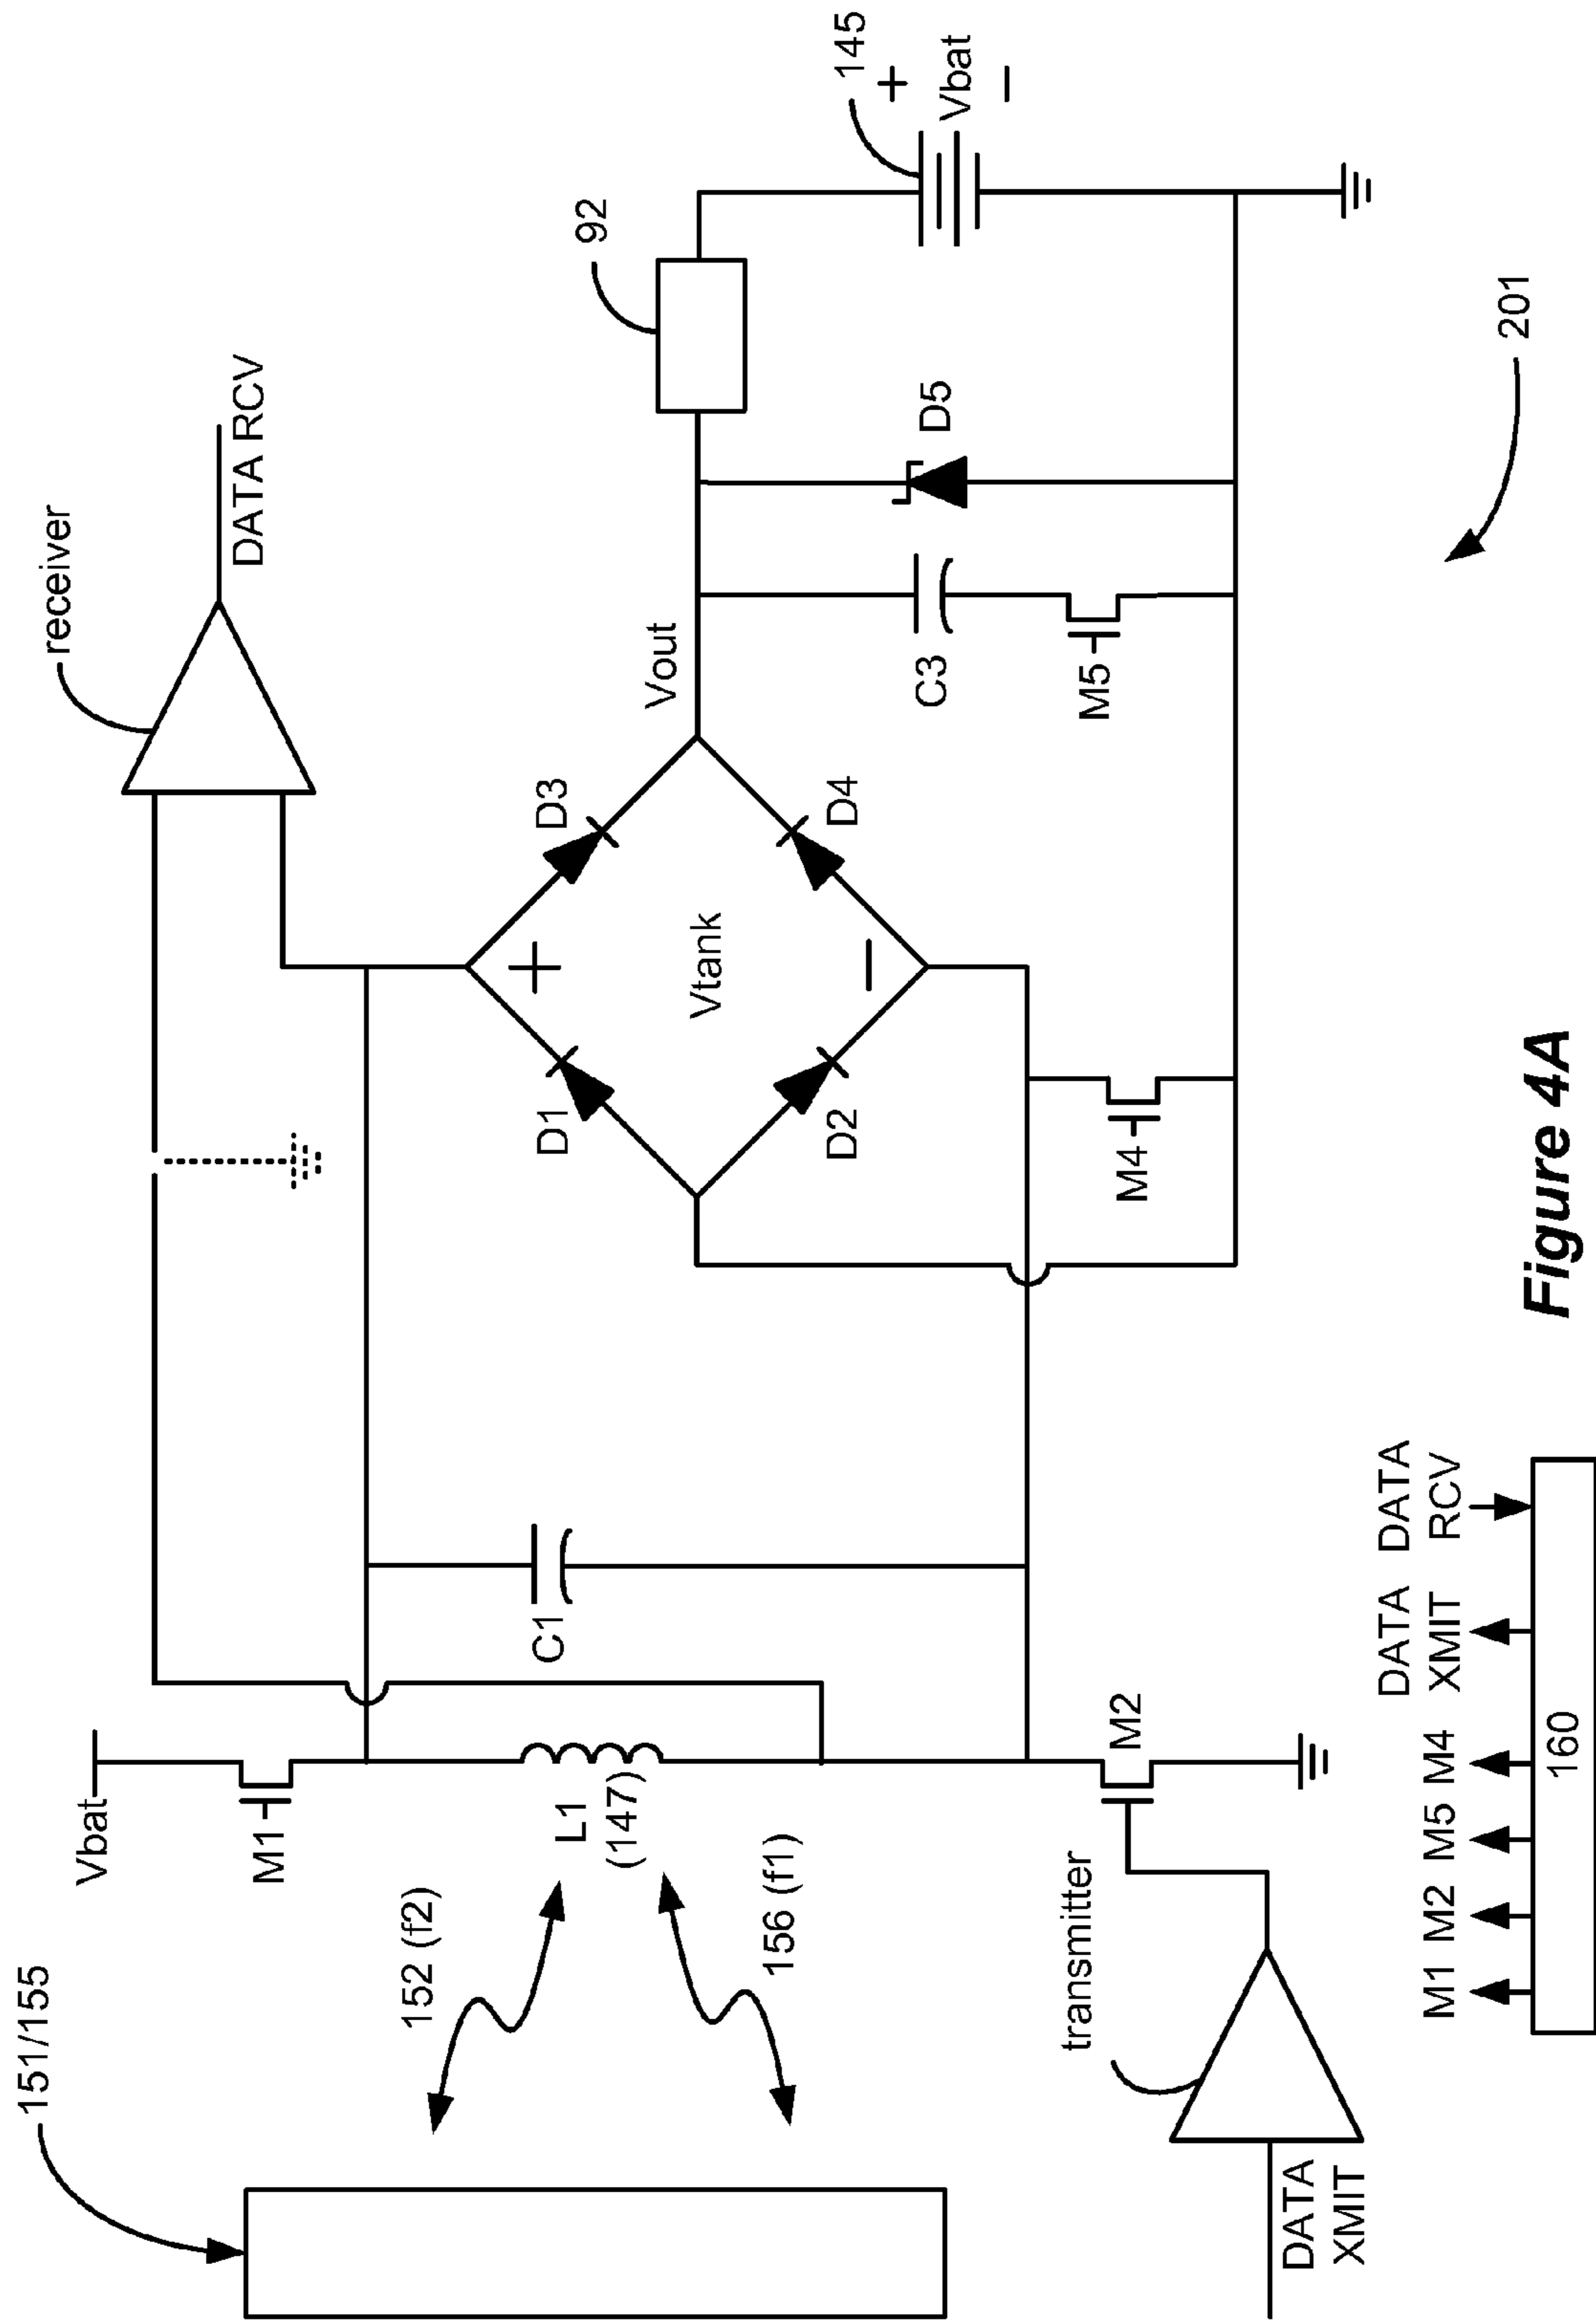 151/155
Vbat
M1
152 (f2)
L1
(147)
156 (f1)
C1
receiver
DATA RCV
D1
D3
Vtank
+
−
D2
D4
Vout
92
145
+
Vbat
−
C3
D5
M5
M4
M2
transmitter
DATA
XMIT
M1
M2
M5
M4
DATA
XMIT
DATA
RCV
160
201
Figure 4A